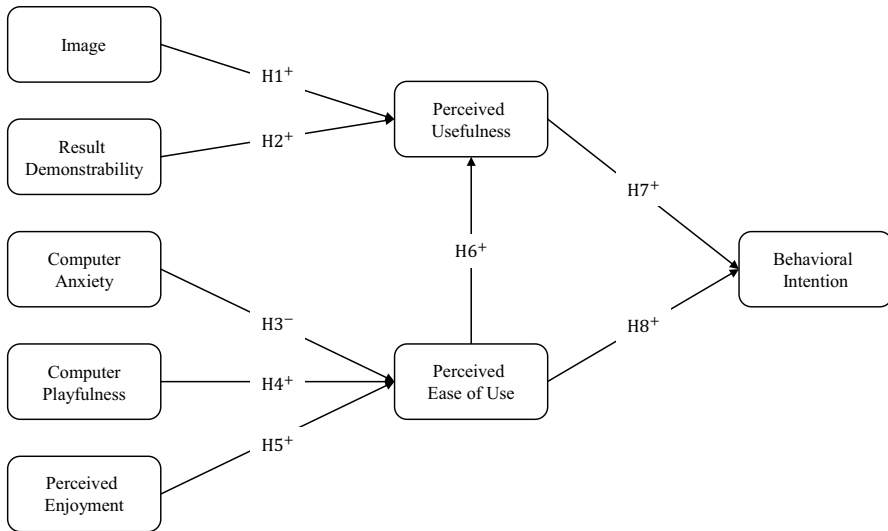 Image
H1⁺
Perceived
Usefulness
Result
Demonstrability
H2⁺
H7⁺
Computer
Anxiety
H6⁺
Behavioral
Intention
H3⁻
H8⁺
Computer
Playfulness
H4⁺
Perceived
Ease of Use
H5⁺
Perceived
Enjoyment